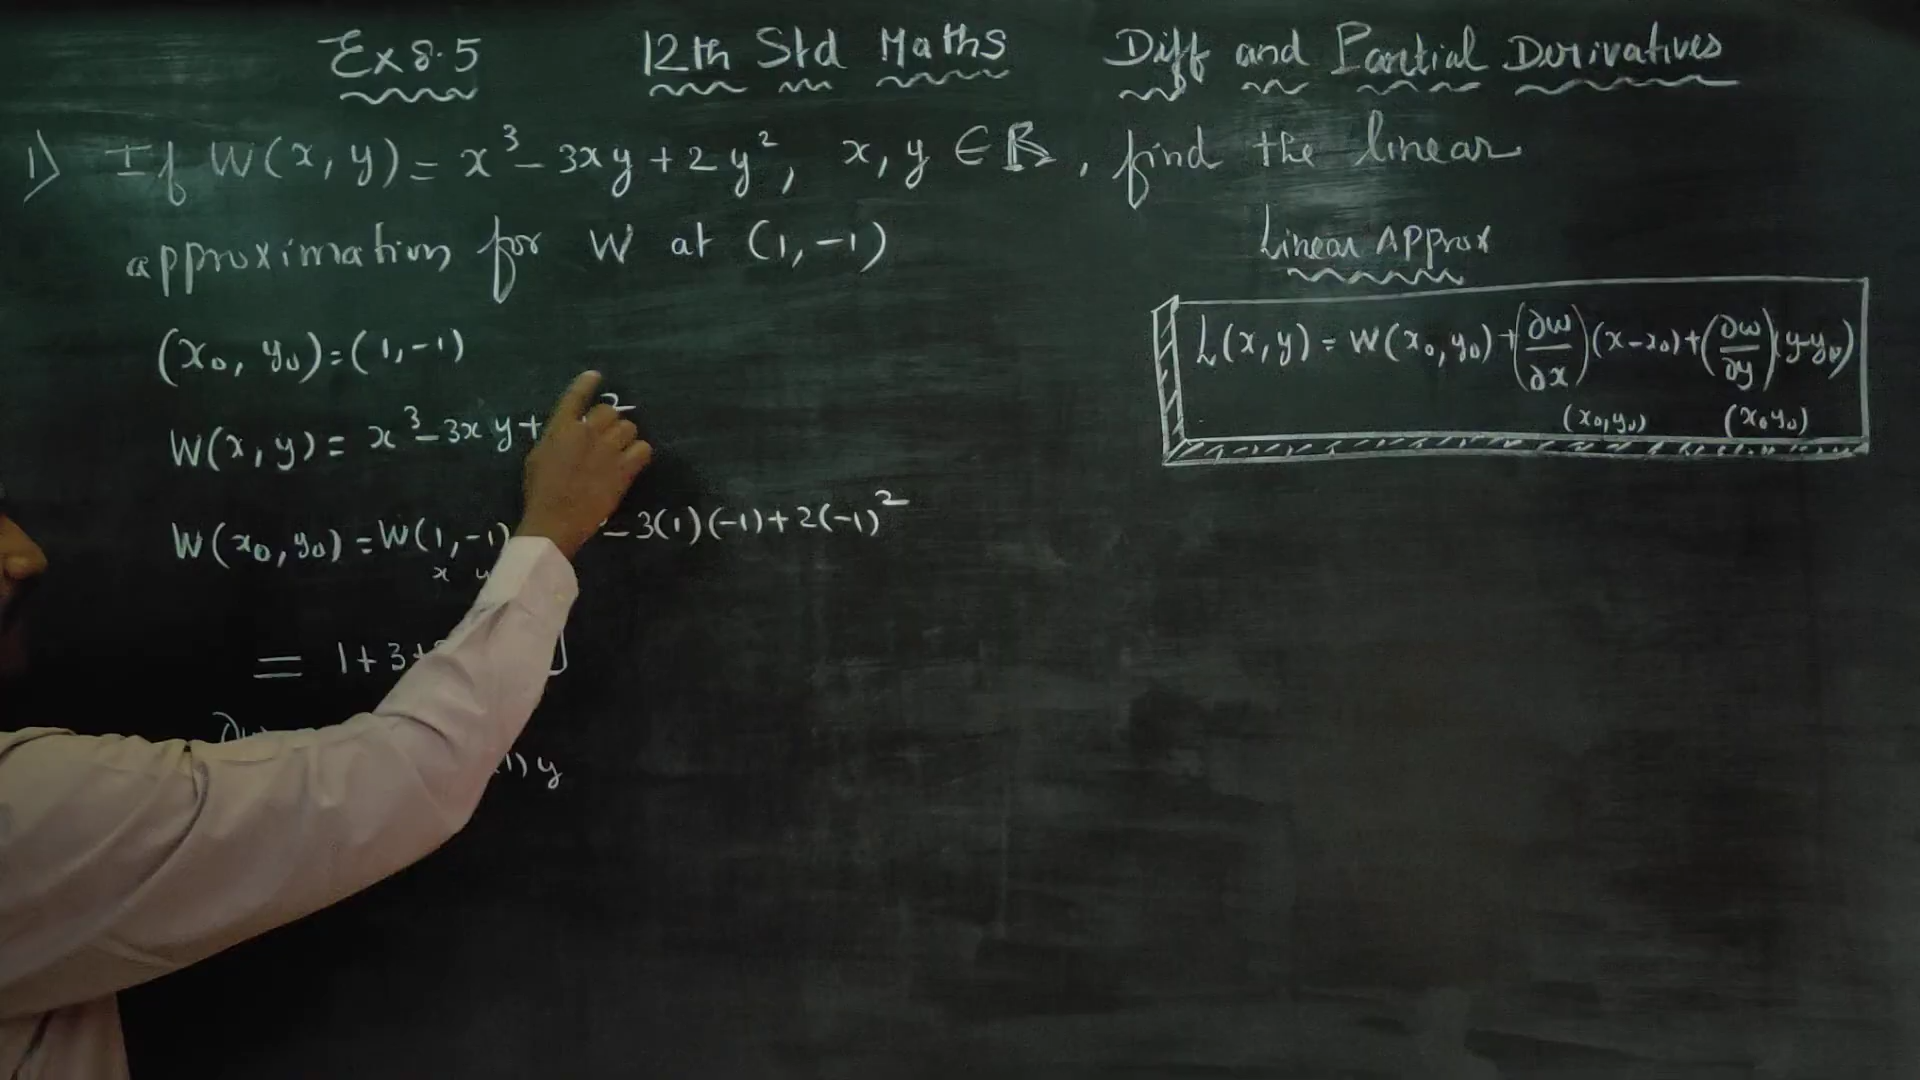 Ex 8.5 12th Std Maths Diff and Partial Derivatives
1) If W(x, y) = x³ - 3xy + 2y², x, y ∈ ℝ, find the linear
approximation for W at (1, -1)
Linear Approx
L(x, y) = W(x₀, y₀) + (∂w/∂x)(x-x₀) + (∂w/∂y)(y-y₀)
(x₀,y₀) (x₀,y₀)
(x₀, y₀) = (1, -1)
W(x, y) = x³ - 3xy + ²
W(x₀, y₀) = W(1, -1) - 3(1)(-1) + 2(-1)²
x y
= 1 + 3 +
1) y